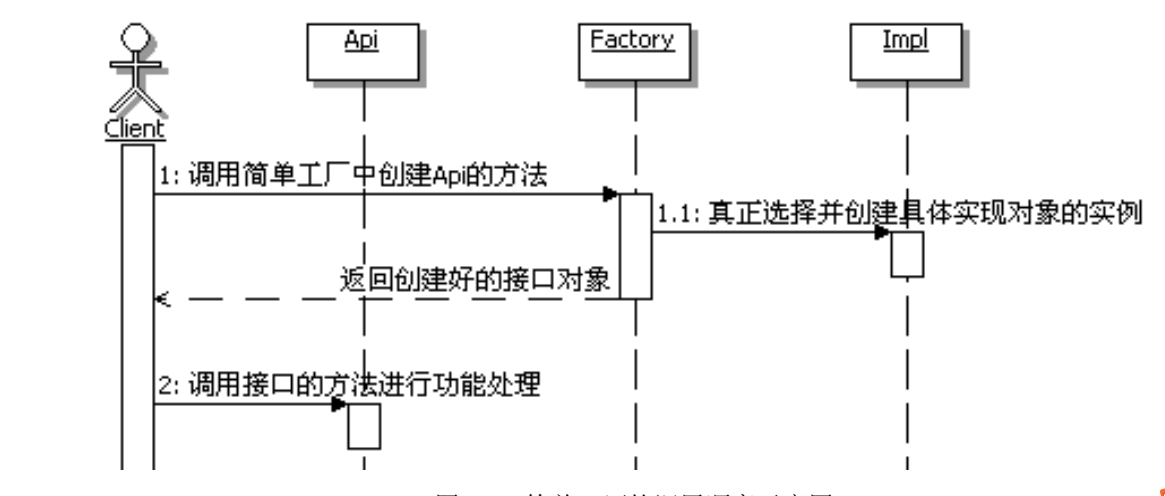 Api
Factory
Impl
Client
1: 调用简单工厂中创建Api的方法
1.1: 真正选择并创建具体实现对象的实例
返回创建好的接口对象
2: 调用接口的方法进行功能处理